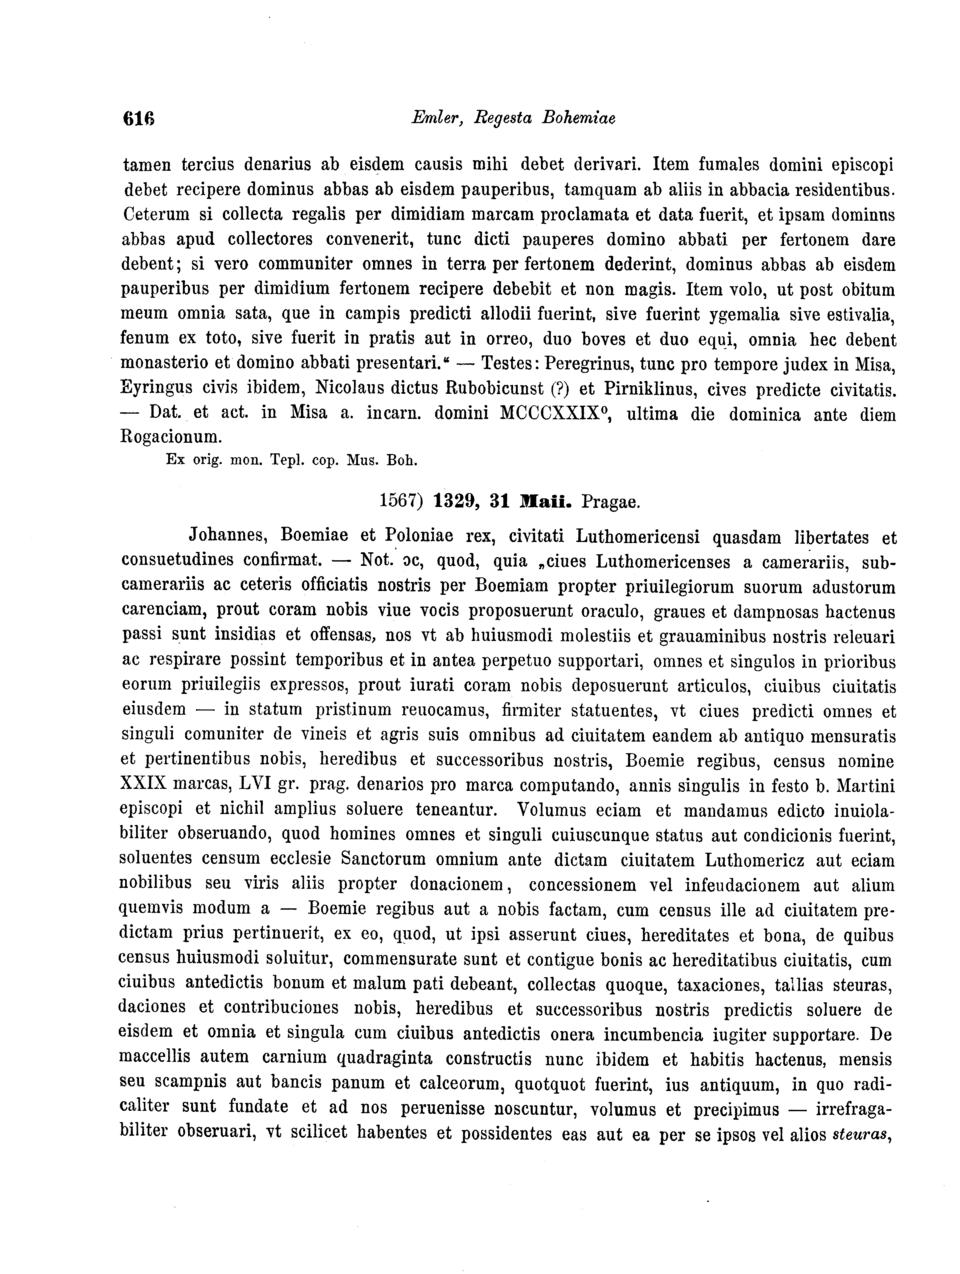 616 Emler, Regesta Bohemiae
tamen tercius denarius ab eisdem causis mihi debet derivari. Item fumales domini episcopi
debet recipere dominus abbas ab eisdem pauperibus, tamquam ab aliis in abbacia residentibus.
Ceterum si collecta regalis per dimidiam marcam proclamata et data fuerit, et ipsam dominus
abbas apud collectores convenerit, tunc dicti pauperes domino abbati per fertonem dare
debent; si vero communiter omnes in terra per fertonem dederint, dominus abbas ab eisdem
pauperibus per dimidium fertonem recipere debebit et non magis. Item volo, ut post obitum
meum omnia sata, que in campis predicti allodii fuerint, sive fuerint ygemalia sive estivalia,
fenum ex toto, sive fuerit in pratis aut in orreo, duo boves et duo equi, omnia hec debent
monasterio et domino abbati presentari.“ — Testes: Peregrinus, tunc pro tempore judex in Misa,
Eyringus civis ibidem, Nicolaus dictus Rubobicunst (?) et Pirniklinus, cives predicte civitatis.
— Dat. et act. in Misa a. incarn. domini MCCCXXIX⁰, ultima die dominica ante diem
Rogacionum.
Ex orig. mon. Tepl. cop. Mus. Boh.
1567) 1329, 31 Maii. Pragae.
Johannes, Boemiae et Poloniae rex, civitati Luthomericensi quasdam libertates et
consuetudines confirmat. — Not. ɔc, quod, quia „ciues Luthomericenses a camerariis, sub-
camerariis ac ceteris officiatis nostris per Boemiam propter priuilegiorum suorum adustorum
carenciam, prout coram nobis viue vocis proposuerunt oraculo, graues et dampnosas hactenus
passi sunt insidias et offensas, nos vt ab huiusmodi molestiis et grauaminibus nostris releuari
ac respirare possint temporibus et in antea perpetuo supportari, omnes et singulos in prioribus
eorum priuilegiis expressos, prout iurati coram nobis deposuerunt articulos, ciuibus ciuitatis
eiusdem — in statum pristinum reuocamus, firmiter statuentes, vt ciues predicti omnes et
singuli comuniter de vineis et agris suis omnibus ad ciuitatem eandem ab antiquo mensuratis
et pertinentibus nobis, heredibus et successoribus nostris, Boemie regibus, census nomine
XXIX marcas, LVI gr. prag. denarios pro marca computando, annis singulis in festo b. Martini
episcopi et nichil amplius soluere teneantur. Volumus eciam et mandamus edicto inuiola-
biliter obseruando, quod homines omnes et singuli cuiuscunque status aut condicionis fuerint,
soluentes censum ecclesie Sanctorum omnium ante dictam ciuitatem Luthomericz aut eciam
nobilibus seu viris aliis propter donacionem, concessionem vel infeudacionem aut alium
quemvis modum a — Boemie regibus aut a nobis factam, cum census ille ad ciuitatem pre-
dictam prius pertinuerit, ex eo, quod, ut ipsi asserunt ciues, hereditates et bona, de quibus
census huiusmodi soluitur, commensurate sunt et contigue bonis ac hereditatibus ciuitatis, cum
ciuibus antedictis bonum et malum pati debeant, collectas quoque, taxaciones, tallias steuras,
daciones et contribuciones nobis, heredibus et successoribus nostris predictis soluere de
eisdem et omnia et singula cum ciuibus antedictis onera incumbencia iugiter supportare. De
maccellis autem carnium quadraginta constructis nunc ibidem et habitis hactenus, mensis
seu scampnis aut bancis panum et calceorum, quotquot fuerint, ius antiquum, in quo radi-
caliter sunt fundate et ad nos peruenisse noscuntur, volumus et precipimus — irrefraga-
biliter obseruari, vt scilicet habentes et possidentes eas aut ea per se ipsos vel alios steuras,